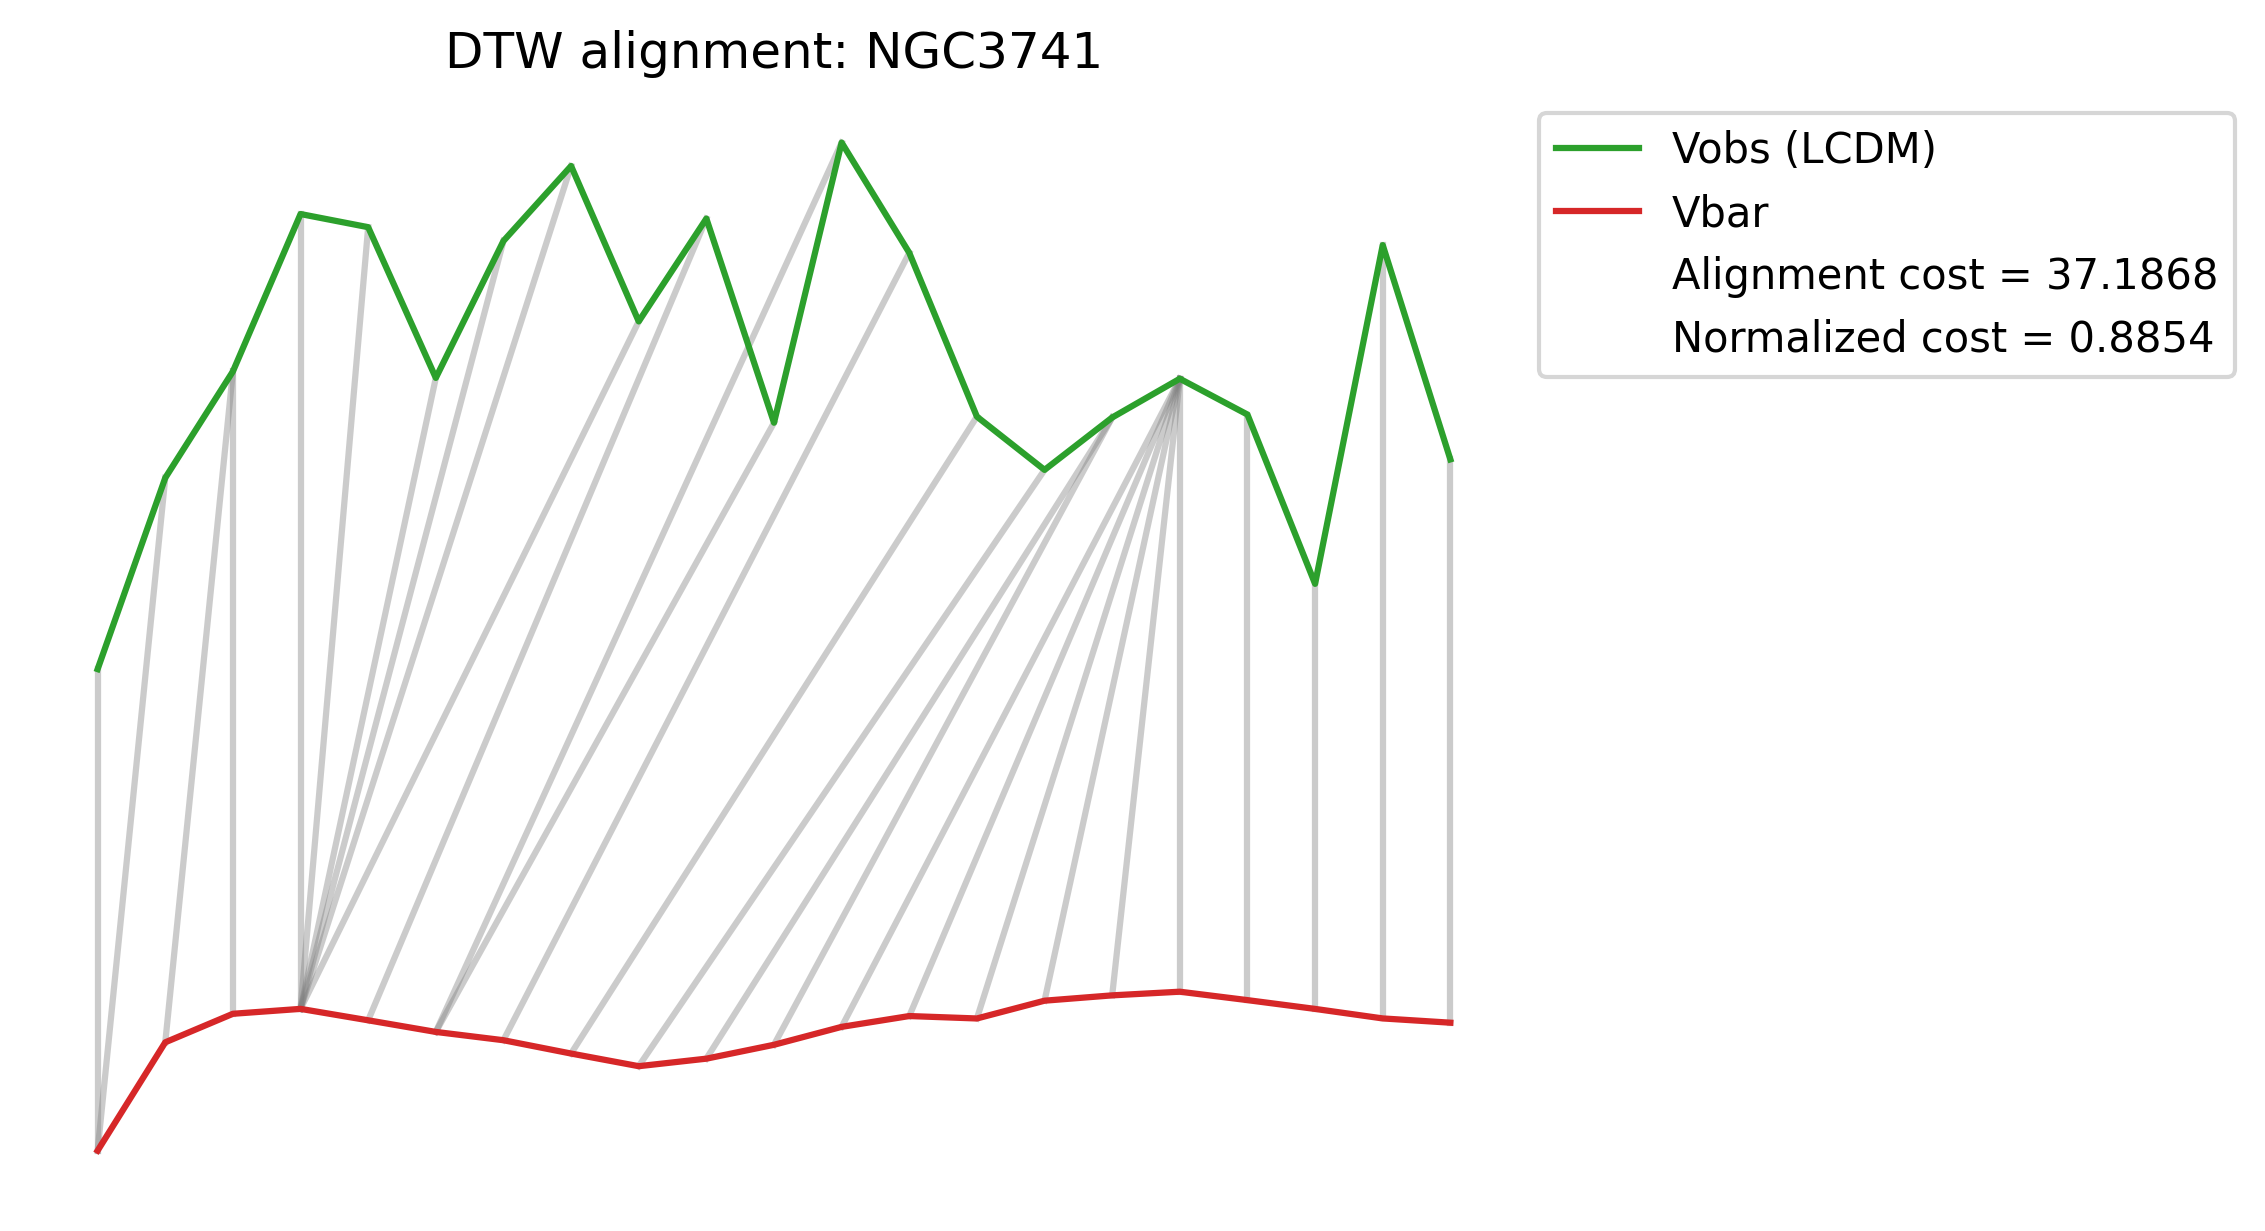 DTW alignment: NGC3741
Vobs (LCDM)
Vbar
Alignment cost = 37.1868
Normalized cost = 0.8854